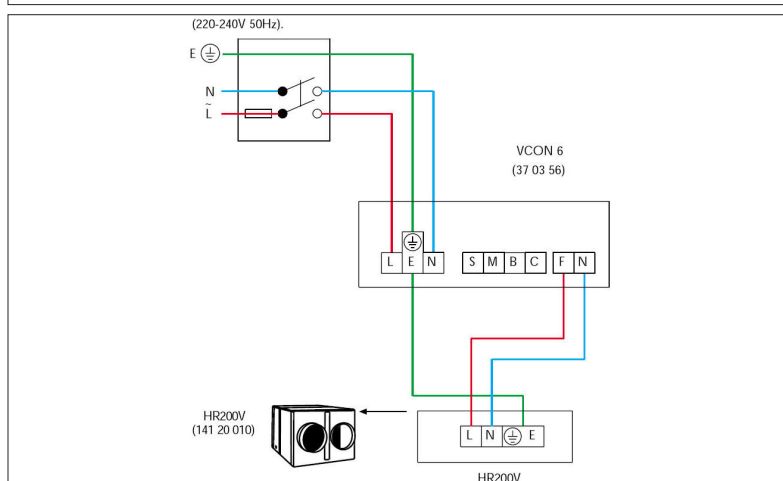 (220-240V 50Hz).
E
N
~
L
VCON 6
(37 03 56)
L E N S M B C F N
HR200V
(141 20 010)
L N E
HR200V